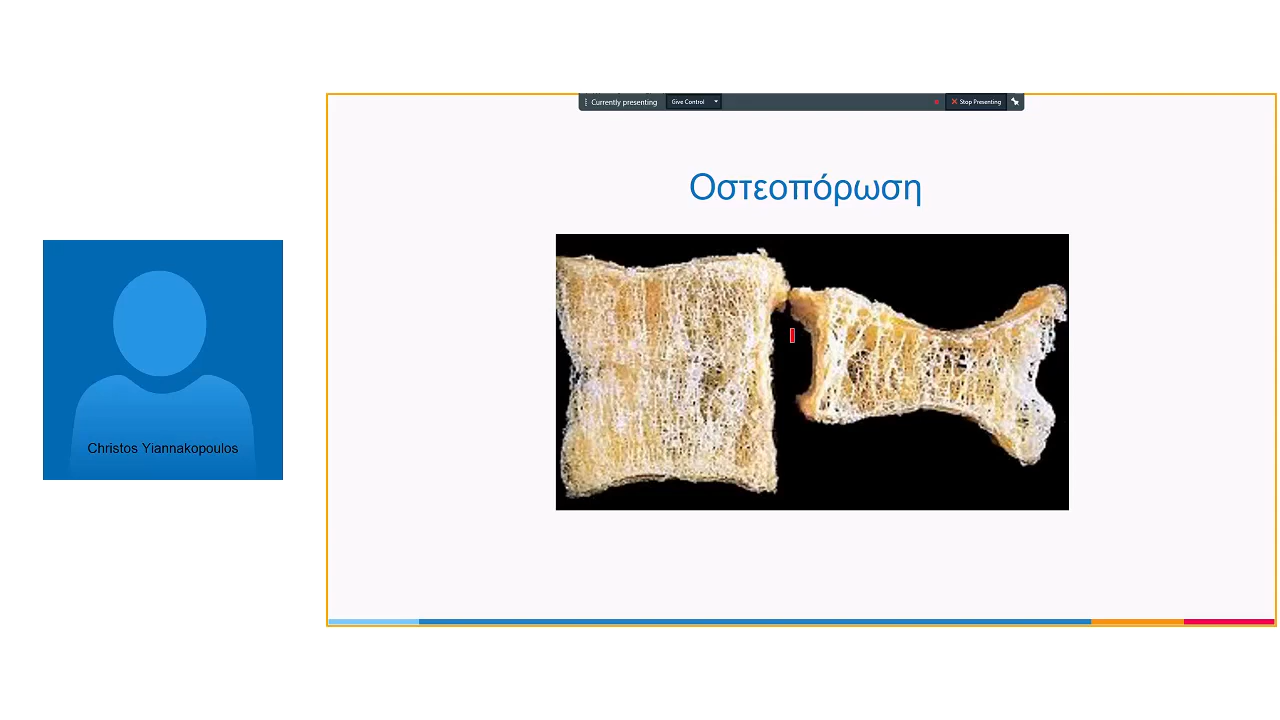 Currently presenting
Give Control
Stop Presenting
Οστεοπόρωση
Christos Yiannakopoulos